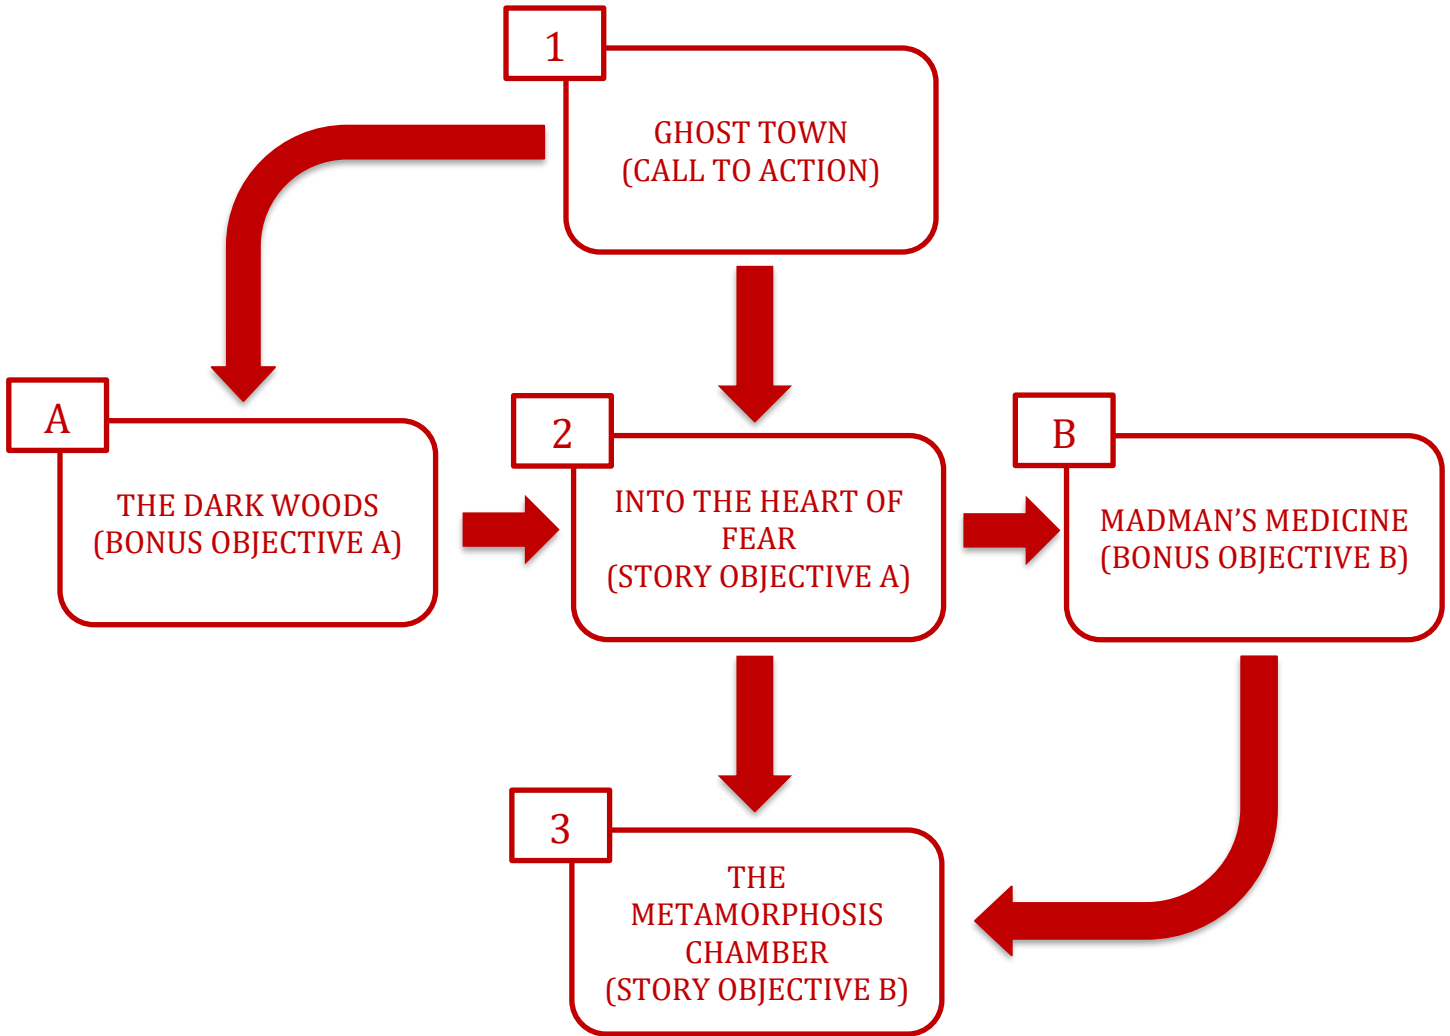 1
GHOST TOWN
(CALL TO ACTION)
A
THE DARK WOODS
(BONUS OBJECTIVE A)
2
INTO THE HEART OF
FEAR
(STORY OBJECTIVE A)
B
MADMAN’S MEDICINE
(BONUS OBJECTIVE B)
3
THE
METAMORPHOSIS
CHAMBER
(STORY OBJECTIVE B)